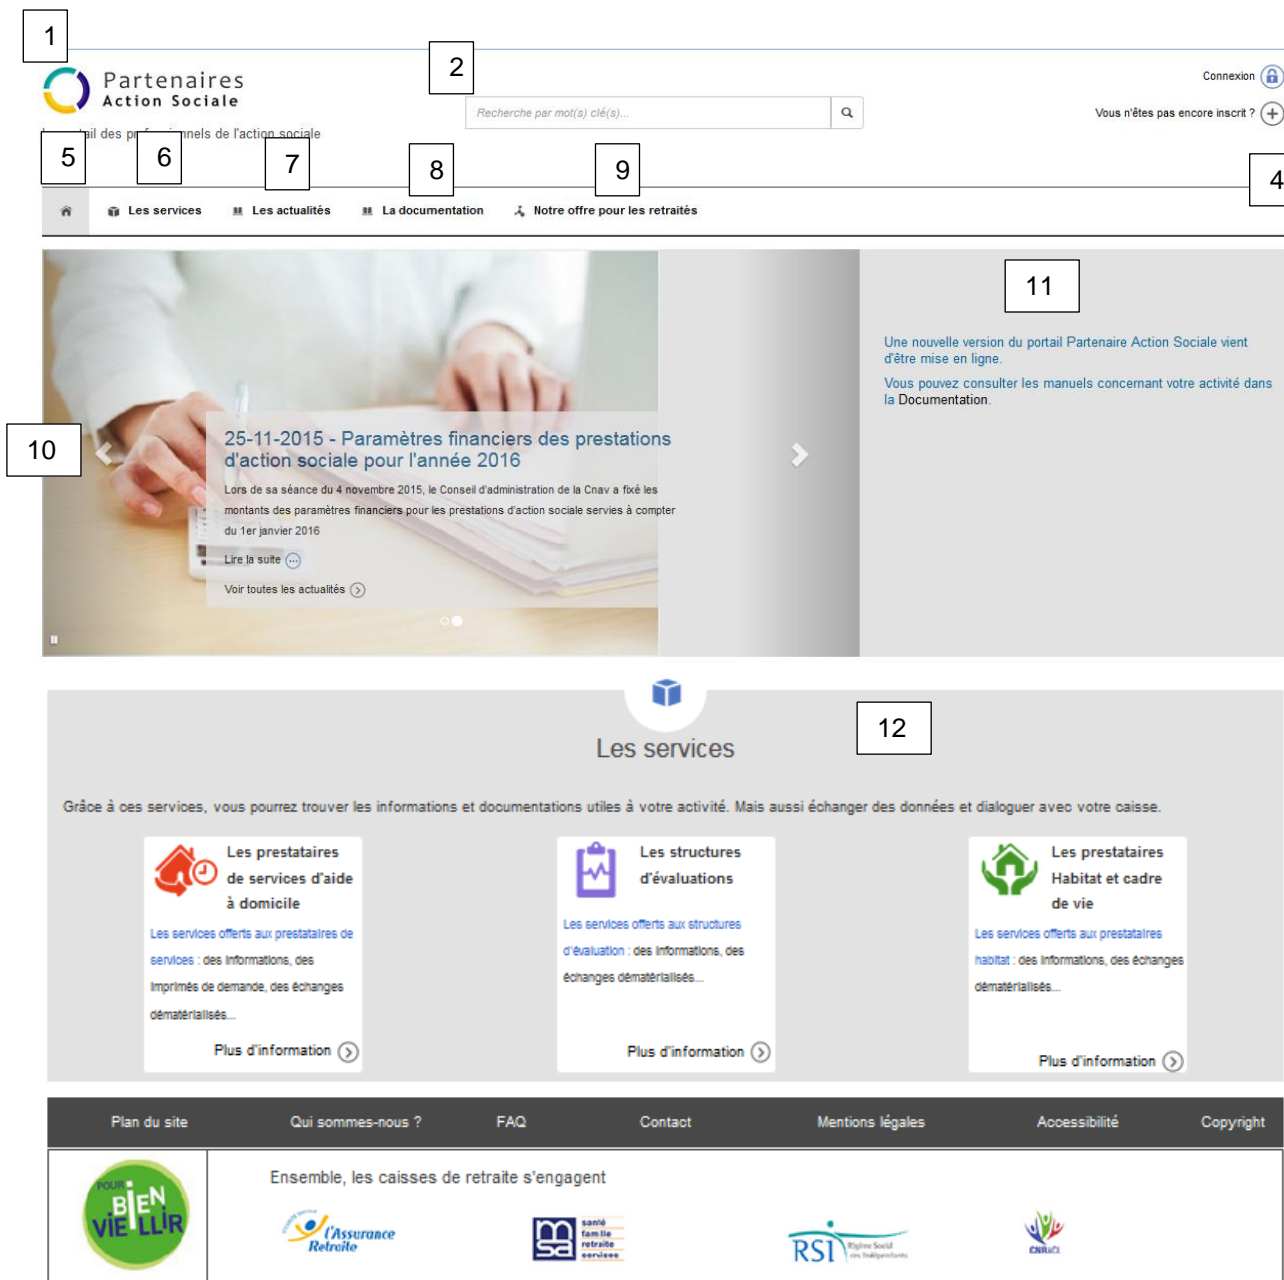 1
2
Partenaires
Action Sociale
Connexion
Recherche par mot(s) clé(s)...
Vous n'êtes pas encore inscrit ?
des nels de l'action sociale
5
6
7
8
9
4
Les services
Les actualités
La documentation
Notre offre pour les retraités
11
Une nouvelle version du portail Partenaire Action Sociale vient
d'être mise en ligne.
Vous pouvez consulter les manuels concernant votre activité dans
la Documentation.
10
25-11-2015 - Paramètres financiers des prestations
d'action sociale pour l'année 2016
Lors de sa séance du 4 novembre 2015, le Conseil d'administration de la Cnav a fixé les
montants des paramètres financiers pour les prestations d'action sociale servies à compter
du 1er janvier 2016
Lire la suite
Voir toutes les actualités
12
Les services
Grâce à ces services, vous pourrez trouver les informations et documentations utiles à votre activité. Mais aussi échanger des données et dialoguer avec votre caisse.
Les prestataires
de services d'aide
à domicile
Les services offerts aux prestataires de
services : des informations, des
imprimés de demande, des échanges
dématérialisés...
Plus d'information
Les structures
d'évaluations
Les services offerts aux structures
d'évaluation : des informations, des
échanges dématérialisés...
Plus d'information
Les prestataires
Habitat et cadre
de vie
Les services offerts aux prestataires
habitat : des informations, des échanges
dématérialisés...
Plus d'information
Plan du site
Qui sommes-nous ?
FAQ
Contact
Mentions légales
Accessibilité
Copyright
POUR
BIEN
VIEILLIR
Ensemble, les caisses de retraite s'engagent
l'Assurance
Retraite
msa
santé
famille
retraite
services
RSI
Régime Social
des Indépendants